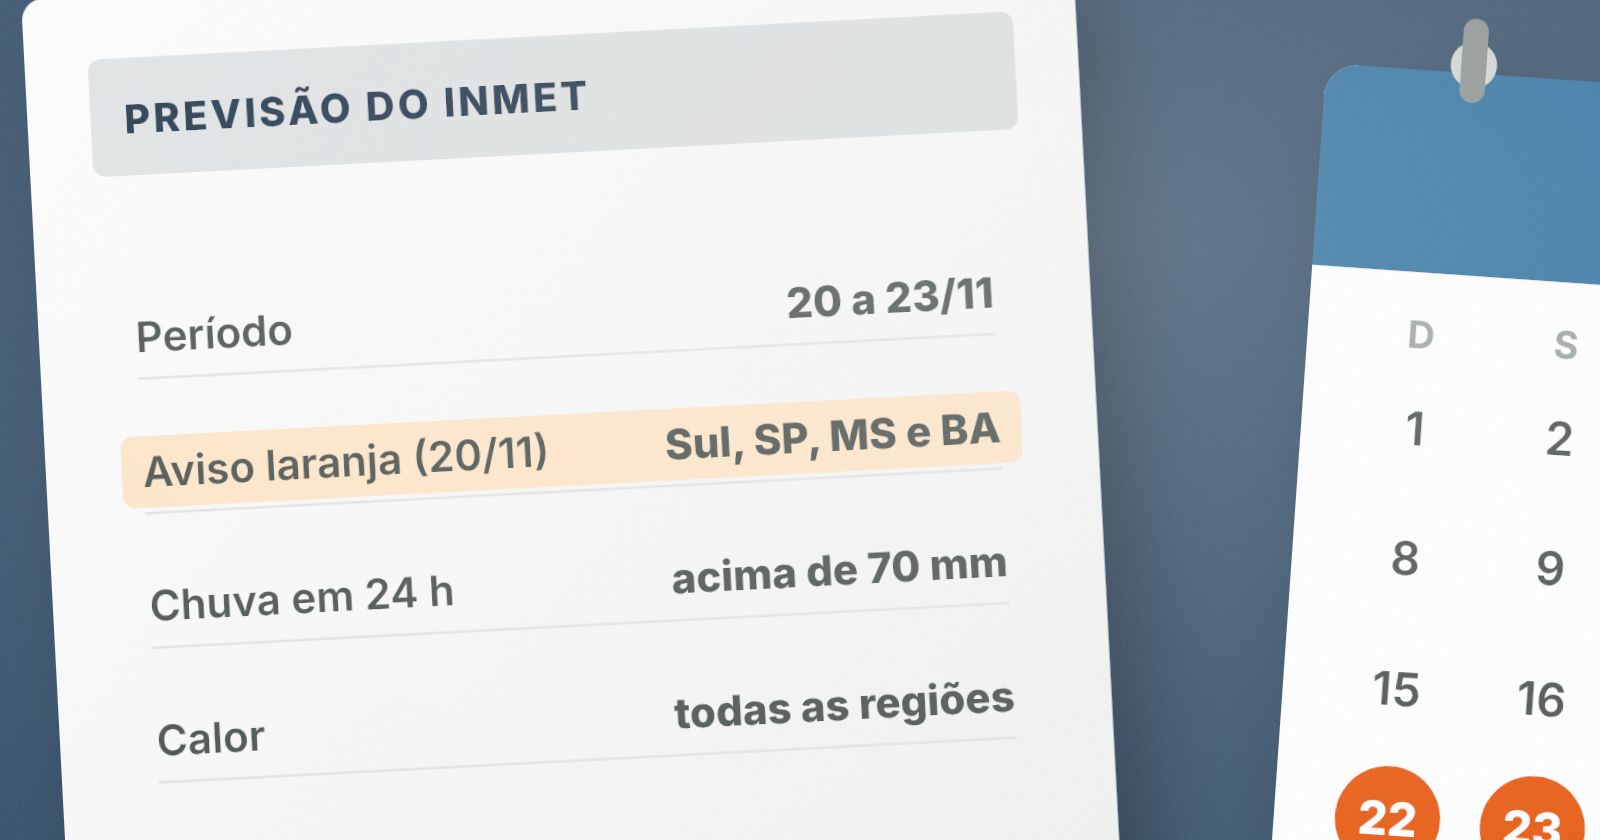 PREVISÃO DO INMET
Período 20 a 23/11
Aviso laranja (20/11) Sul, SP, MS e BA
Chuva em 24 h acima de 70 mm
Calor todas as regiões
D S
1 2
8 9
15 16
22 23